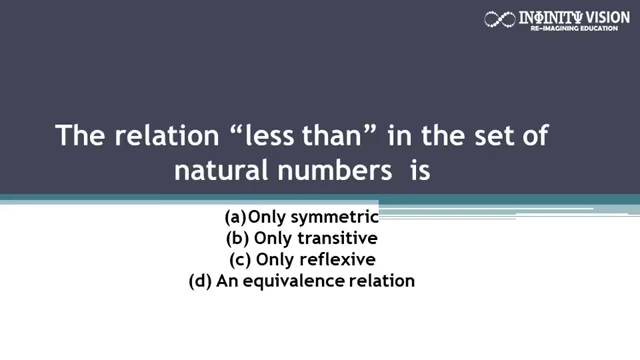 INFINITY VISION
RE-IMAGINING EDUCATION
The relation “less than” in the set of
natural numbers is
(a)Only symmetric
(b) Only transitive
(c) Only reflexive
(d) An equivalence relation